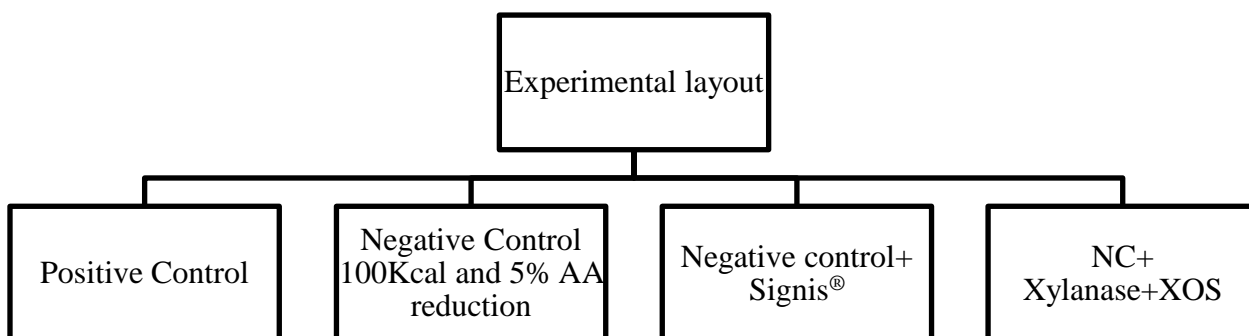 Experimental layout
Positive Control
Negative Control
100Kcal and 5% AA
reduction
Negative control+
Signis®
NC+
Xylanase+XOS